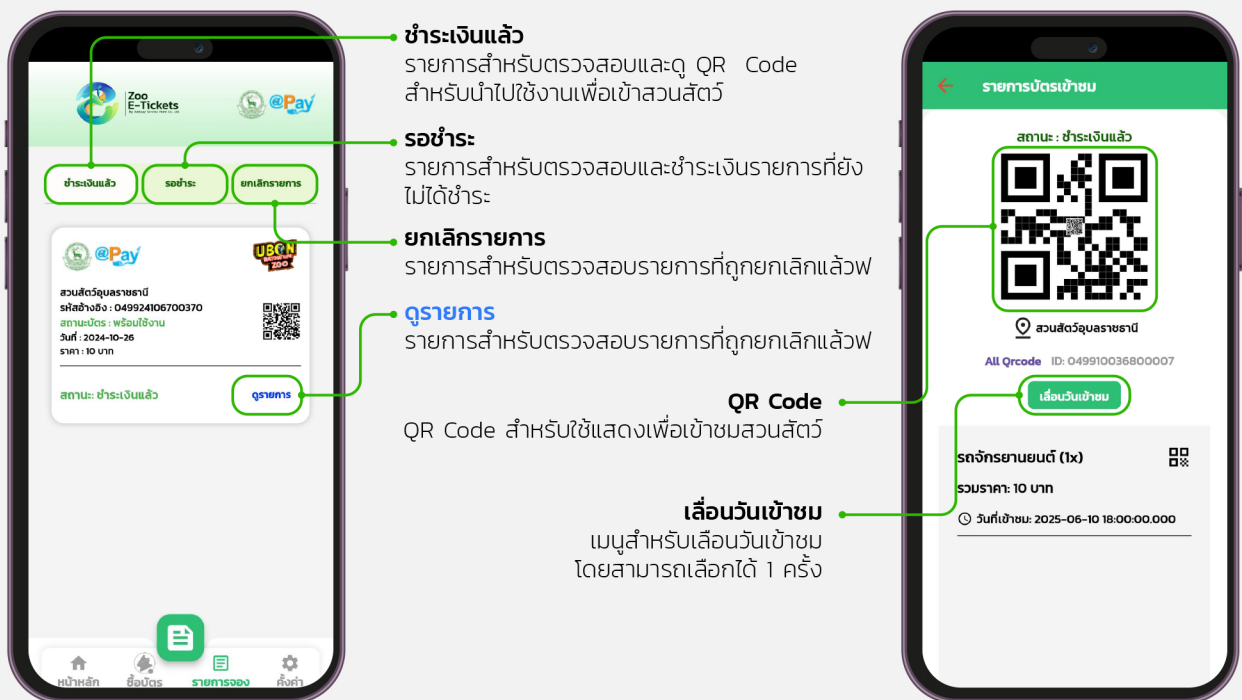 Zoo
E-Tickets
@Pay
ชำระเงินแล้ว
รอชำระ
ยกเลิกรายการ
@Pay
UBON
ZOO
สวนสัตว์อุบลราชธานี
รหัสอ้างอิง : 049924106700370
สถานะบัตร : พร้อมใช้งาน
วันที่ : 2024-10-26
ราคา : 10 บาท
สถานะ: ชำระเงินแล้ว
ดูรายการ
หน้าหลัก
ซื้อบัตร
รายการจอง
ตั้งค่า
ชำระเงินแล้ว
รายการสำหรับตรวจสอบและดู QR Code
สำหรับนำไปใช้งานเพื่อเข้าสวนสัตว์
รอชำระ
รายการสำหรับตรวจสอบและชำระเงินรายการที่ยัง
ไม่ได้ชำระ
ยกเลิกรายการ
รายการสำหรับตรวจสอบรายการที่ถูกยกเลิกแล้วฟ
ดูรายการ
รายการสำหรับตรวจสอบรายการที่ถูกยกเลิกแล้วฟ
QR Code
QR Code สำหรับใช้แสดงเพื่อเข้าชมสวนสัตว์
เลื่อนวันเข้าชม
เมนูสำหรับเลือนวันเข้าชม
โดยสามารถเลือกได้ 1 ครั้ง
รายการบัตรเข้าชม
สถานะ : ชำระเงินแล้ว
สวนสัตว์อุบลราชธานี
All Qrcode ID: 049910036800007
เลื่อนวันเข้าชม
รถจักรยานยนต์ (1x)
รวมราคา: 10 บาท
วันที่เข้าชม: 2025-06-10 18:00:00.000